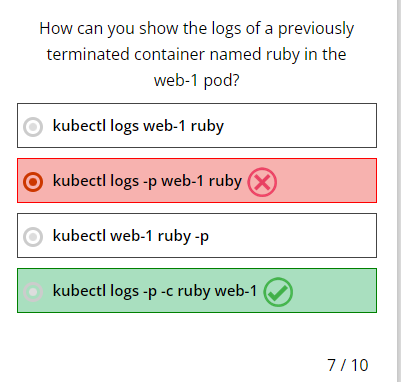 How can you show the logs of a previously
terminated container named ruby in the
web-1 pod?
kubectl logs web-1 ruby
kubectl logs -p web-1 ruby
kubectl web-1 ruby -p
kubectl logs -p -c ruby web-1
7 / 10